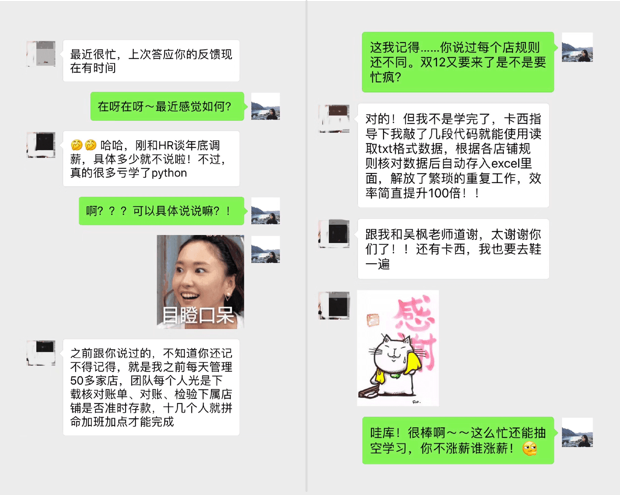 最近很忙，上次答应你的反馈现
在有时间
在呀在呀～最近感觉如何？
哈哈，刚和HR谈年底调
薪，具体多少就不说啦！不过，
真的很多亏学了python
啊？？？可以具体说说嘛？！
目瞪口呆
之前跟你说过的，不知道你还记
不得记得，就是我之前每天管理
50多家店，团队每个人光是下
载核对账单、对账、检验下属店
铺是否准时存款，十几个人就拼
命加班加点才能完成
这我记得……你说过每个店规则
还不同。双12又要来了是不是要
忙疯？
对的！但我不是学完了，卡西指
导下我敲了几段代码就能使用读
取txt格式数据，根据各店铺规
则核对数据后自动存入excel里
面，解放了繁琐的重复工作，效
率简直提升100倍！！
跟我和吴枫老师道谢，太谢谢你
们了！！还有卡西，我也要去鞋
一遍
感谢
哇库！很棒啊～～这么忙还能抽
空学习，你不涨薪谁涨薪！